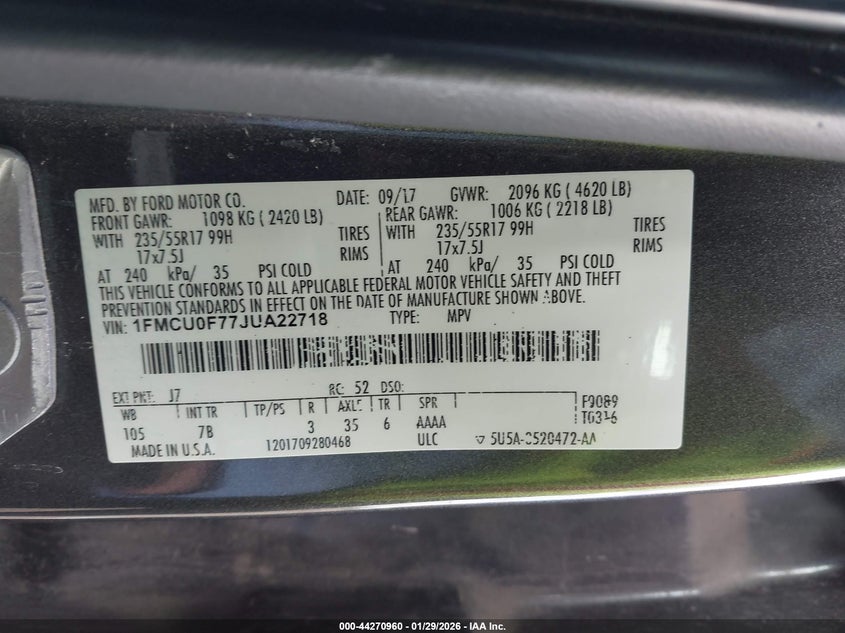 MFD. BY FORD MOTOR CO. DATE: 09/17 GVWR: 2096 KG ( 4620 LB)
FRONT GAWR: 1098 KG ( 2420 LB) REAR GAWR: 1006 KG ( 2218 LB)
WITH 235/55R17 99H TIRES WITH 235/55R17 99H TIRES
17x7.5J RIMS 17x7.5J RIMS
AT 240 kPa/ 35 PSI COLD AT 240 kPa/ 35 PSI COLD
THIS VEHICLE CONFORMS TO ALL APPLICABLE FEDERAL MOTOR VEHICLE SAFETY AND THEFT
PREVENTION STANDARDS IN EFFECT ON THE DATE OF MANUFACTURE SHOWN ABOVE.
VIN: 1FMCU0F77JUA22718 TYPE: MPV
EXT PNT: J7 RC: 52 DSO:
WB INT TR TP/PS R AXLE TR SPR F0089
105 7B 3 35 6 AAAA T0316
MADE IN U.S.A. 1201709280468 ULC 5U5A-3520472-AA
000-44270960 - 01/29/2026 - IAA Inc.